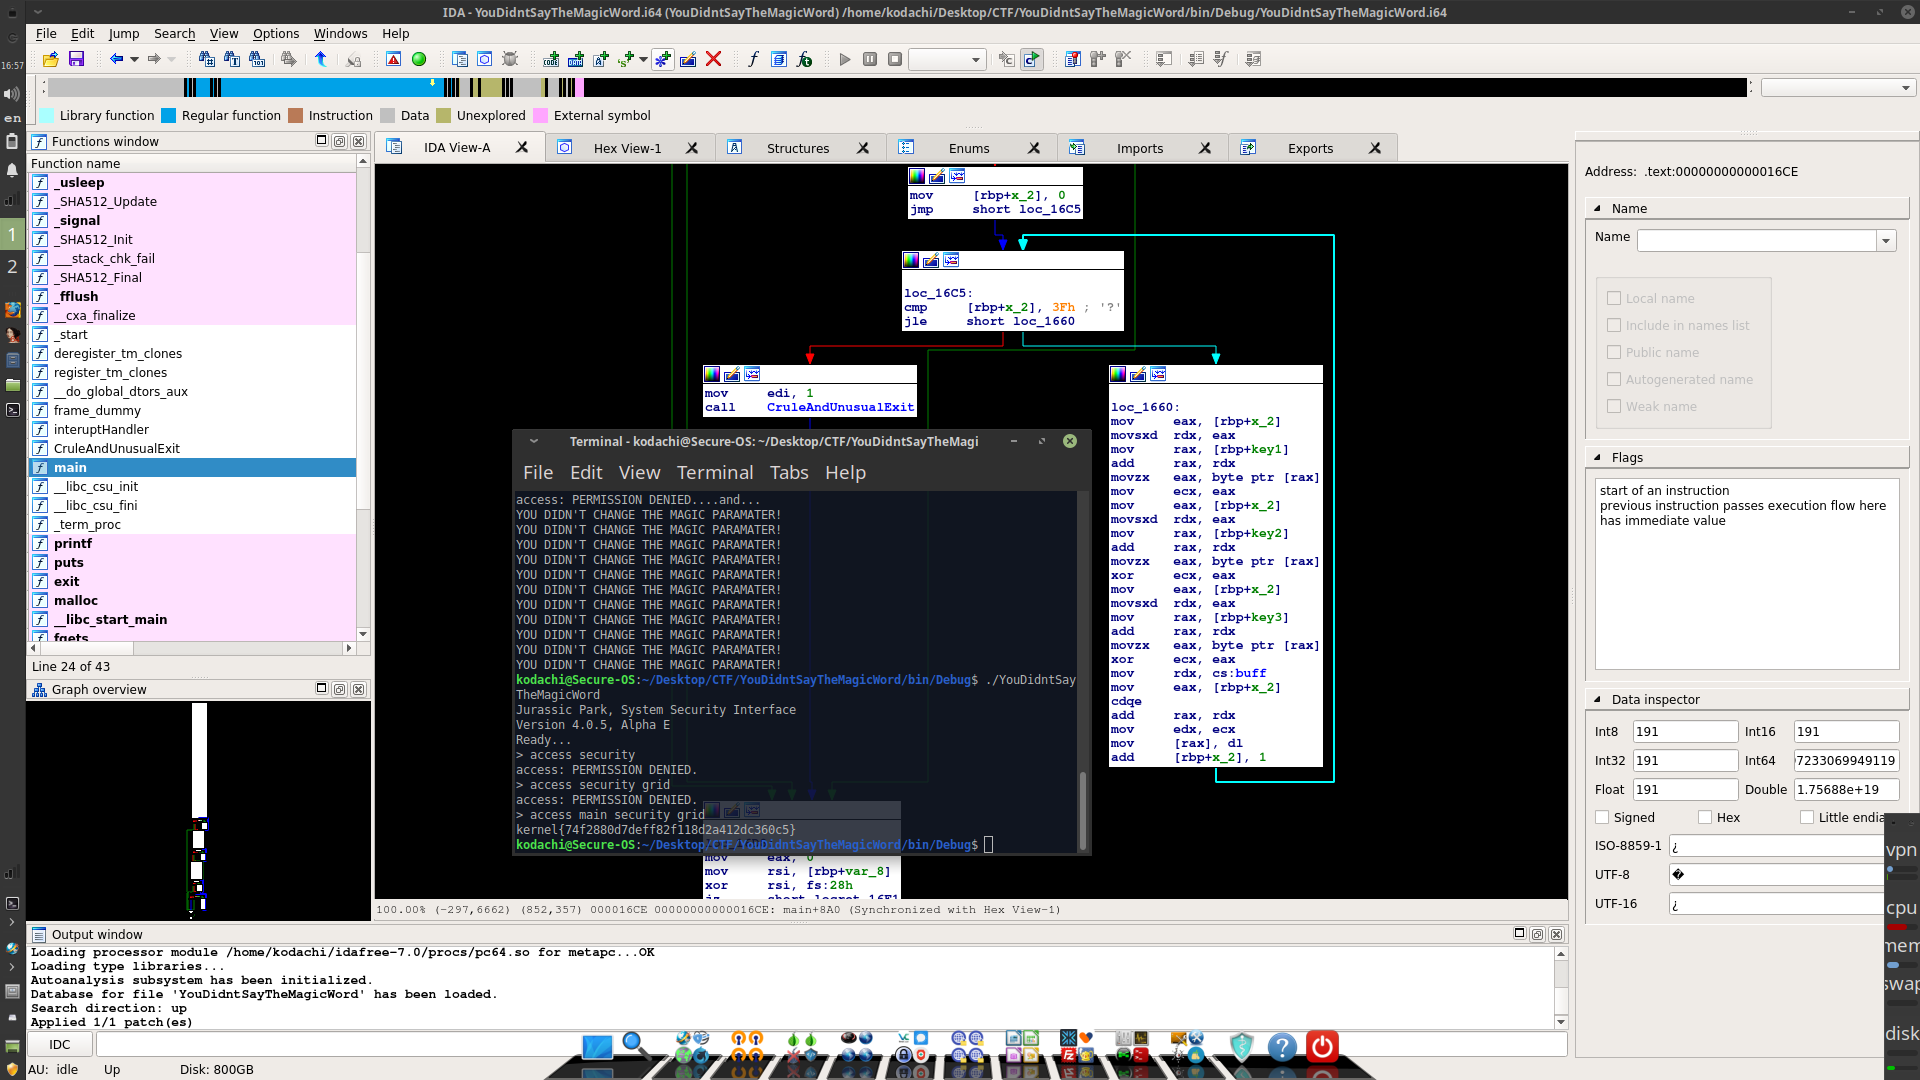 IDA - YouDidntSayTheMagicWord.i64 (YouDidntSayTheMagicWord) /home/kodachi/Desktop/CTF/YouDidntSayTheMagicWord/bin/Debug/YouDidntSayTheMagicWord.i64
File Edit Jump Search View Options Windows Help
16:57
en
1
2
Library function Regular function Instruction Data Unexplored External symbol
Functions window
Function name
_usleep
_SHA512_Update
_signal
_SHA512_Init
___stack_chk_fail
_SHA512_Final
_fflush
__cxa_finalize
_start
deregister_tm_clones
register_tm_clones
__do_global_dtors_aux
frame_dummy
interuptHandler
CruleAndUnusualExit
main
__libc_csu_init
__libc_csu_fini
_term_proc
printf
puts
exit
malloc
__libc_start_main
fgets
Line 24 of 43
Graph overview
IDA View-A Hex View-1 Structures Enums Imports Exports
mov [rbp+x_2], 0
jmp short loc_16C5
loc_16C5:
cmp [rbp+x_2], 3Fh ; '?'
jle short loc_1660
mov edi, 1
call CruleAndUnusualExit
loc_1660:
mov eax, [rbp+x_2]
movsxd rdx, eax
mov rax, [rbp+key1]
add rax, rdx
movzx eax, byte ptr [rax]
mov ecx, eax
mov eax, [rbp+x_2]
movsxd rdx, eax
mov rax, [rbp+key2]
add rax, rdx
movzx eax, byte ptr [rax]
xor ecx, eax
mov eax, [rbp+x_2]
movsxd rdx, eax
mov rax, [rbp+key3]
add rax, rdx
movzx eax, byte ptr [rax]
xor ecx, eax
mov rdx, cs:buff
mov eax, [rbp+x_2]
cdqe
add rax, rdx
mov edx, ecx
mov [rax], dl
add [rbp+x_2], 1
Terminal - kodachi@Secure-OS: ~/Desktop/CTF/YouDidntSayTheMagi
File Edit View Terminal Tabs Help
access: PERMISSION DENIED....and...
YOU DIDN'T CHANGE THE MAGIC PARAMATER!
YOU DIDN'T CHANGE THE MAGIC PARAMATER!
YOU DIDN'T CHANGE THE MAGIC PARAMATER!
YOU DIDN'T CHANGE THE MAGIC PARAMATER!
YOU DIDN'T CHANGE THE MAGIC PARAMATER!
YOU DIDN'T CHANGE THE MAGIC PARAMATER!
YOU DIDN'T CHANGE THE MAGIC PARAMATER!
YOU DIDN'T CHANGE THE MAGIC PARAMATER!
YOU DIDN'T CHANGE THE MAGIC PARAMATER!
YOU DIDN'T CHANGE THE MAGIC PARAMATER!
YOU DIDN'T CHANGE THE MAGIC PARAMATER!
kodachi@Secure-OS:~/Desktop/CTF/YouDidntSayTheMagicWord/bin/Debug$ ./YouDidntSay
TheMagicWord
Jurassic Park, System Security Interface
Version 4.0.5, Alpha E
Ready...
> access security
access: PERMISSION DENIED.
> access security grid
access: PERMISSION DENIED.
> access main security grid
kernel{74f2880d7deff82f118d2a412dc360c5}
kodachi@Secure-OS:~/Desktop/CTF/YouDidntSayTheMagicWord/bin/Debug$
mov eax, 0
mov rsi, [rbp+var_8]
xor rsi, fs:28h
100.00% (-297,6662) (852,357) 000016CE 00000000000016CE: main+8A0 (Synchronized with Hex View-1)
Address: .text:00000000000016CE
Name
Name
Local name
Include in names list
Public name
Autogenerated name
Weak name
Flags
start of an instruction
previous instruction passes execution flow here
has immediate value
Data inspector
Int8 191 Int16 191
Int32 191 Int64 7233069949119
Float 191 Double 1.75688e+19
Signed Hex Little endia
ISO-8859-1 ¿
UTF-8 �
UTF-16 ¿
vpn
cpu
mem
swap
disk
Output window
Loading processor module /home/kodachi/idafree-7.0/procs/pc64.so for metapc...OK
Loading type libraries...
Autoanalysis subsystem has been initialized.
Database for file 'YouDidntSayTheMagicWord' has been loaded.
Search direction: up
Applied 1/1 patch(es)
IDC
AU: idle Up Disk: 800GB